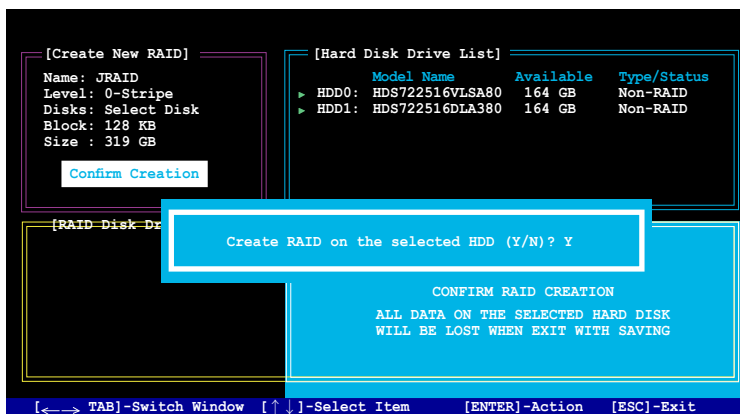 [Create New RAID]
Name: JRAID
Level: 0-Stripe
Disks: Select Disk
Block: 128 KB
Size : 319 GB
Confirm Creation
[Hard Disk Drive List]
Model Name Available Type/Status
HDD0: HDS722516VLSA80 164 GB Non-RAID
HDD1: HDS722516DLA380 164 GB Non-RAID
[RAID Disk Dr
Create RAID on the selected HDD (Y/N)? Y
CONFIRM RAID CREATION
ALL DATA ON THE SELECTED HARD DISK
WILL BE LOST WHEN EXIT WITH SAVING
[←→ TAB]-Switch Window [↑↓]-Select Item [ENTER]-Action [ESC]-Exit